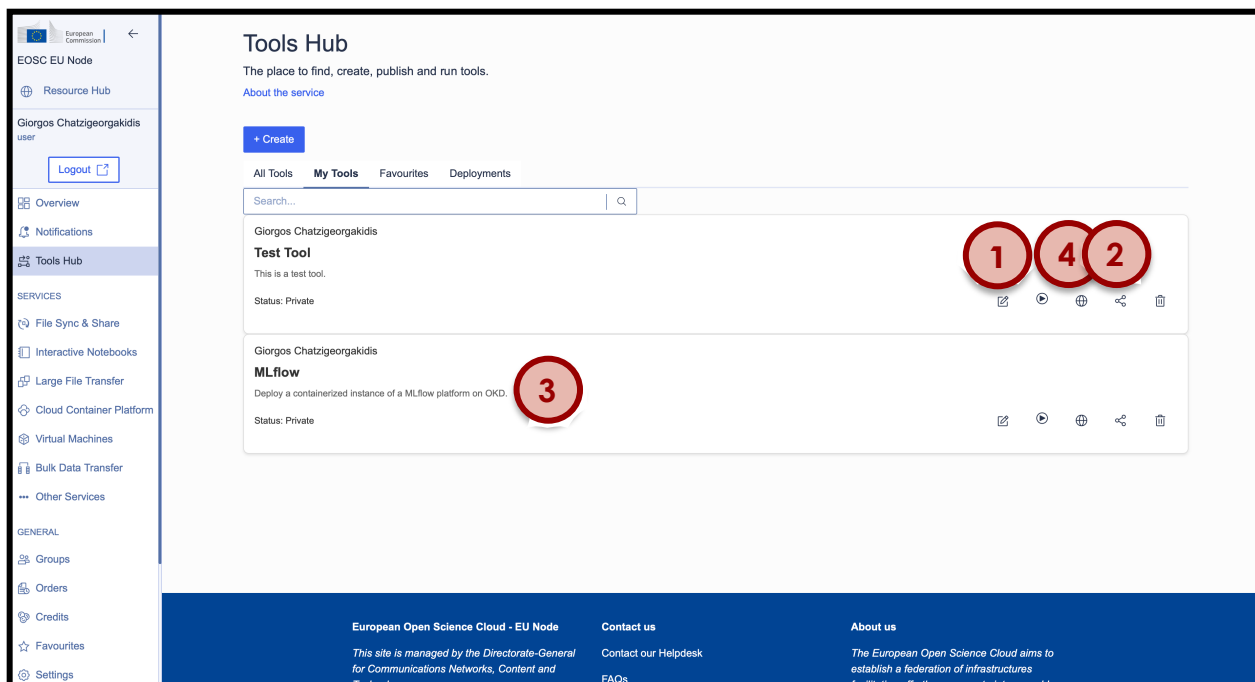 European
Commission
EOSC EU Node
Resource Hub
Giorgos Chatzigeorgakidis
user
Logout
Overview
Notifications
Tools Hub
SERVICES
File Sync & Share
Interactive Notebooks
Large File Transfer
Cloud Container Platform
Virtual Machines
Bulk Data Transfer
Other Services
GENERAL
Groups
Orders
Credits
Favourites
Settings
Tools Hub
The place to find, create, publish and run tools.
About the service
+ Create
All Tools My Tools Favourites Deployments
Search...
Giorgos Chatzigeorgakidis
Test Tool
This is a test tool.
Status: Private
1 4 2
Giorgos Chatzigeorgakidis
MLflow
Deploy a containerized instance of a MLflow platform on OKD.
3
Status: Private
European Open Science Cloud - EU Node
This site is managed by the Directorate-General
for Communications Networks, Content and
Contact us
Contact our Helpdesk
FAQs
About us
The European Open Science Cloud aims to
establish a federation of infrastructures